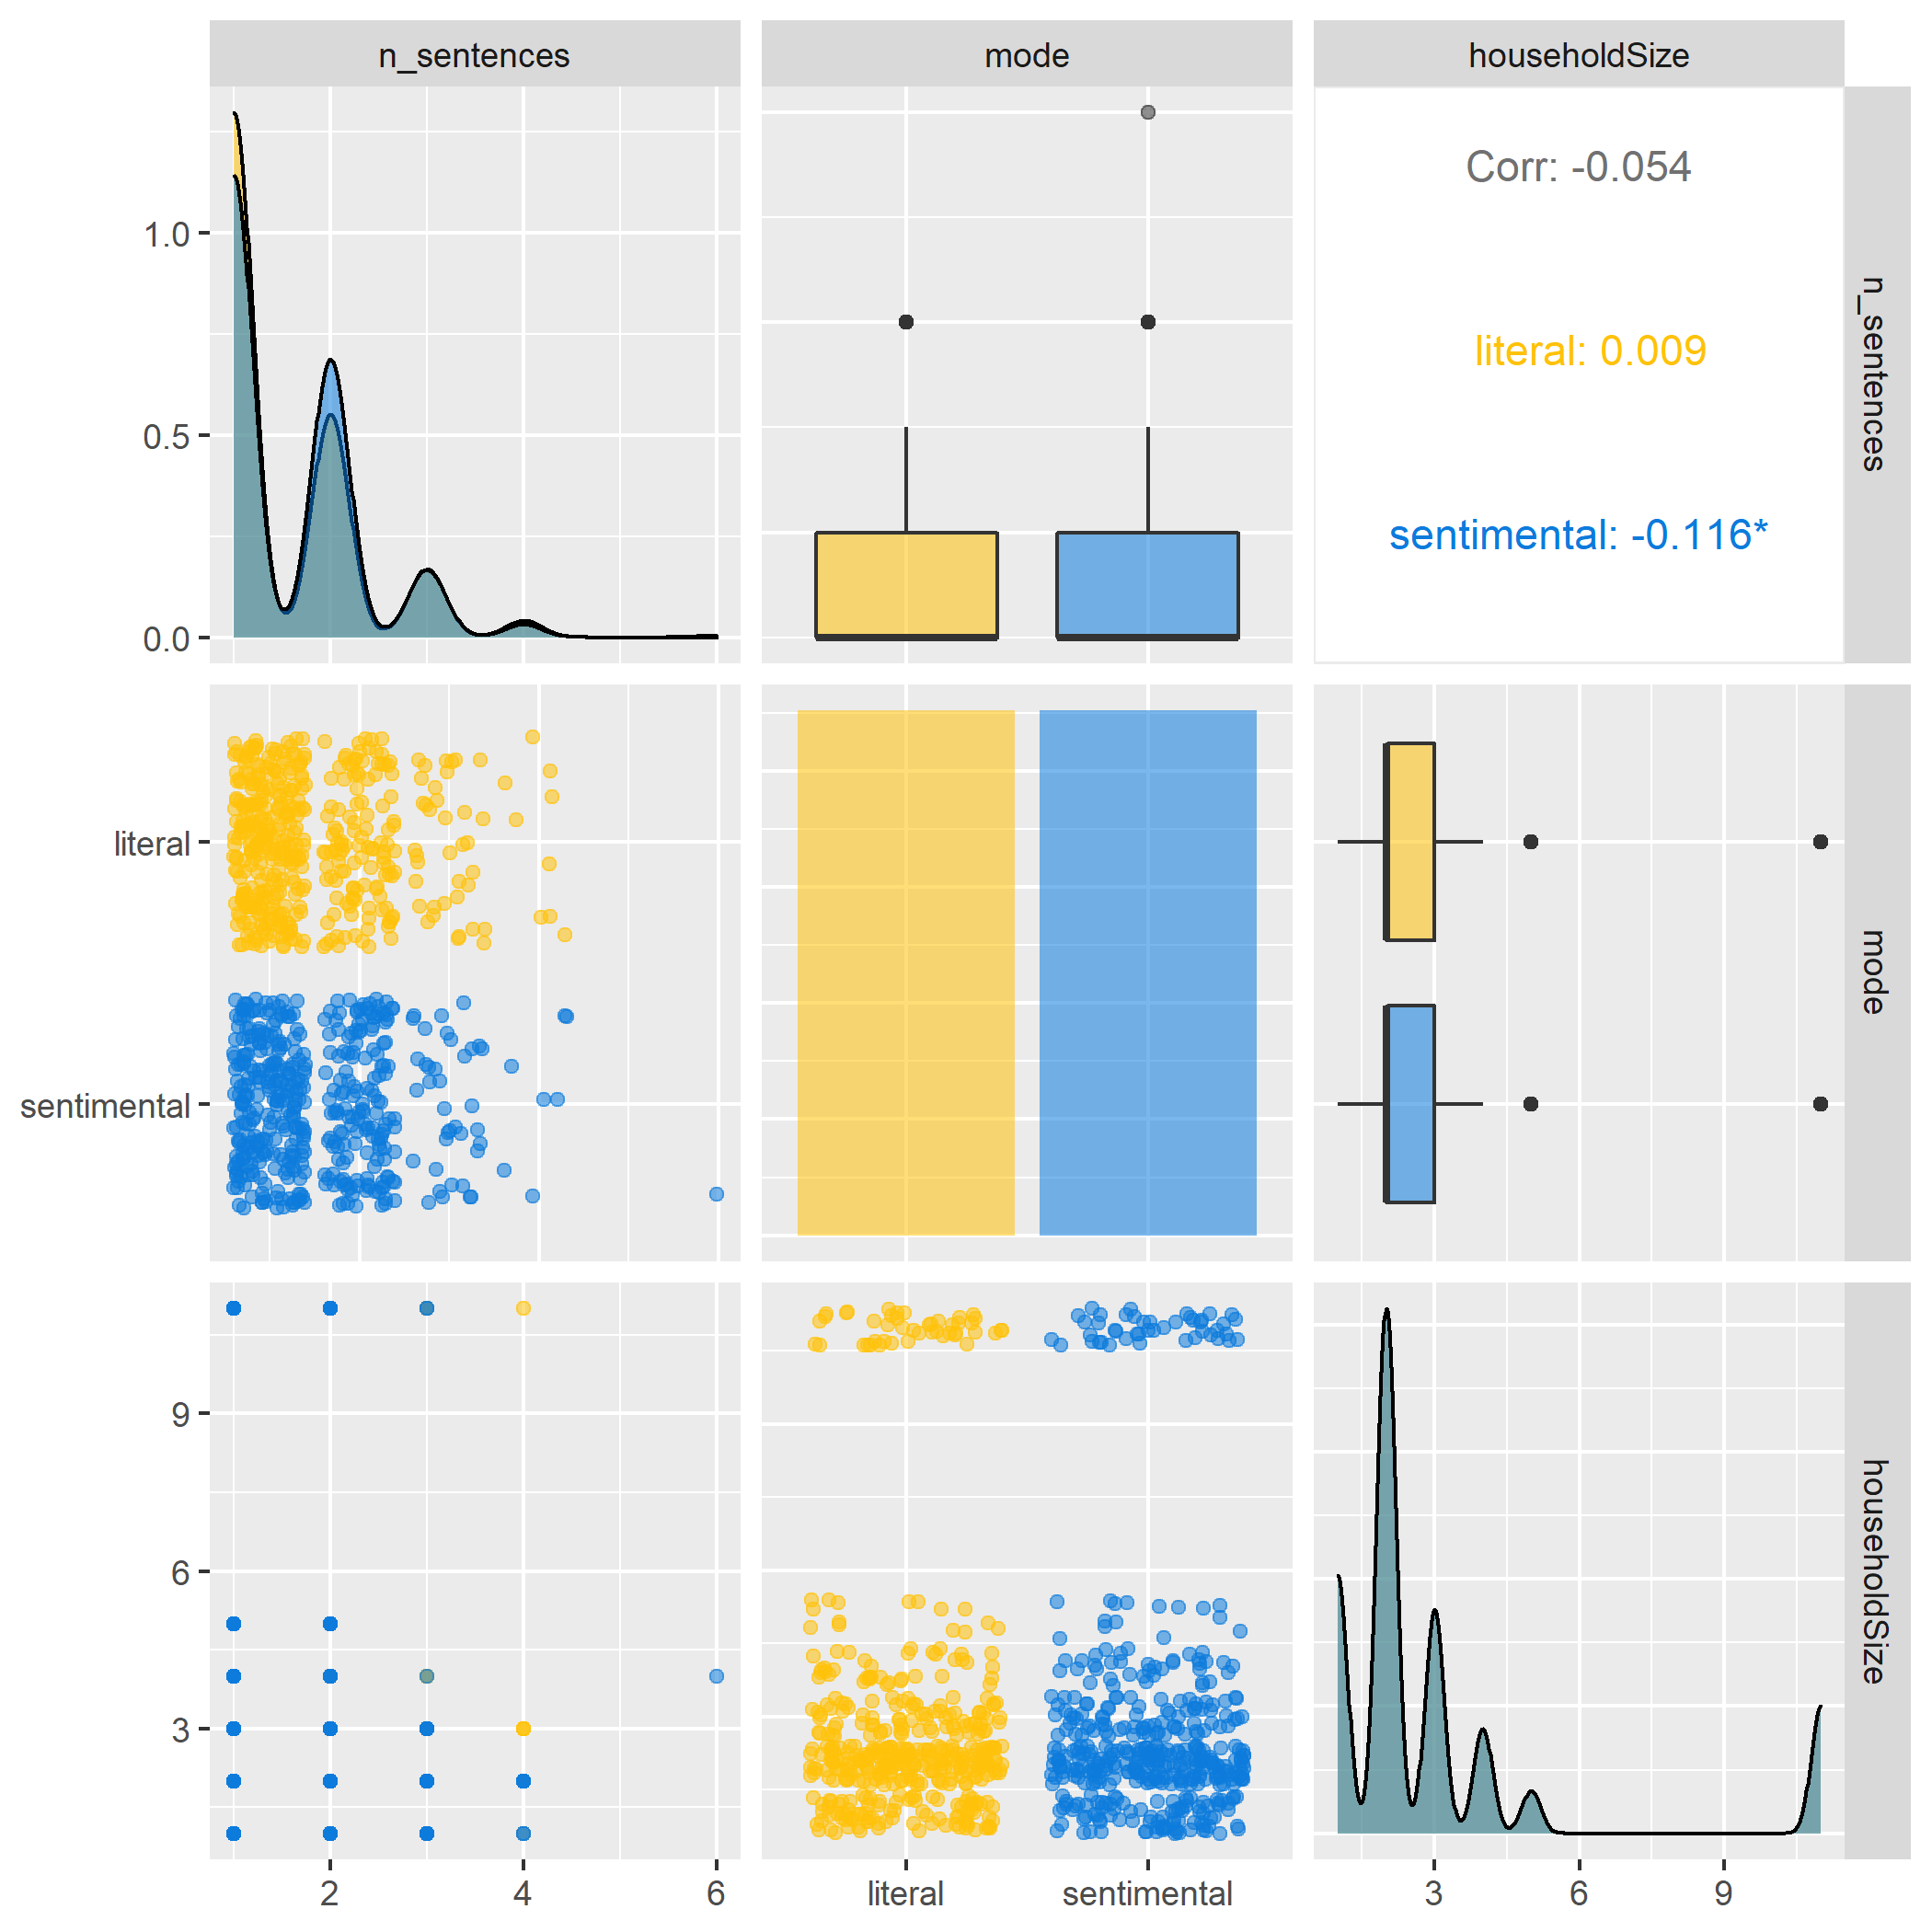 n_sentences
mode
householdSize
Corr: -0.054
literal: 0.009
sentimental: -0.116*
n_sentences
1.0
0.5
0.0
literal
sentimental
mode
9
6
3
householdSize
2
4
6
literal
sentimental
3
6
9